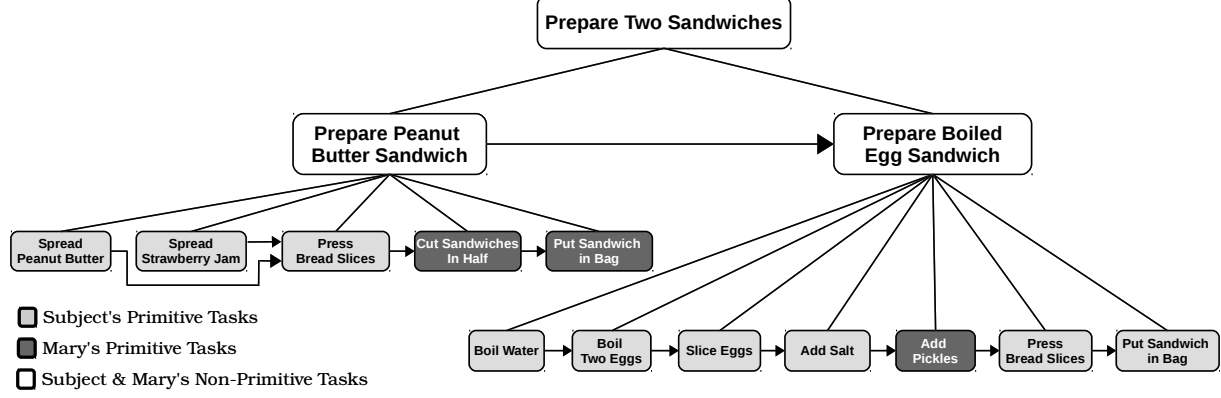 Prepare Two Sandwiches
Prepare Peanut
Butter Sandwich
Prepare Boiled
Egg Sandwich
Spread
Peanut Butter
Spread
Strawberry Jam
Press
Bread Slices
Cut Sandwiches
In Half
Put Sandwich
in Bag
Subject's Primitive Tasks
Mary's Primitive Tasks
Subject & Mary's Non-Primitive Tasks
Boil Water
Boil
Two Eggs
Slice Eggs
Add Salt
Add
Pickles
Press
Bread Slices
Put Sandwich
in Bag